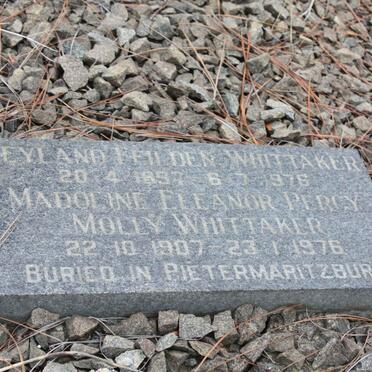 EYLAND FEILDEN WHITTAKER
20·4·1897–6·7·1976
MADOLINE ELEANOR PERCY
MOLLY WHITTAKER
22·10·1907–23·1·1976
BURIED IN PIETERMARITZBUR